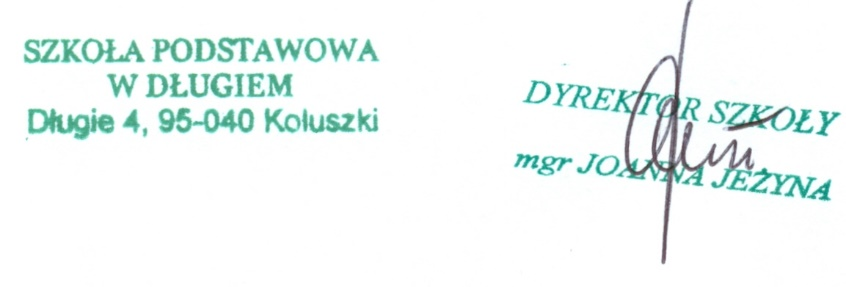 SZKOŁA PODSTAWOWA
W DŁUGIEM
Długie 4, 95-040 Koluszki
DYREKTOR SZKOŁY
mgr JOANNA JEŻYNA